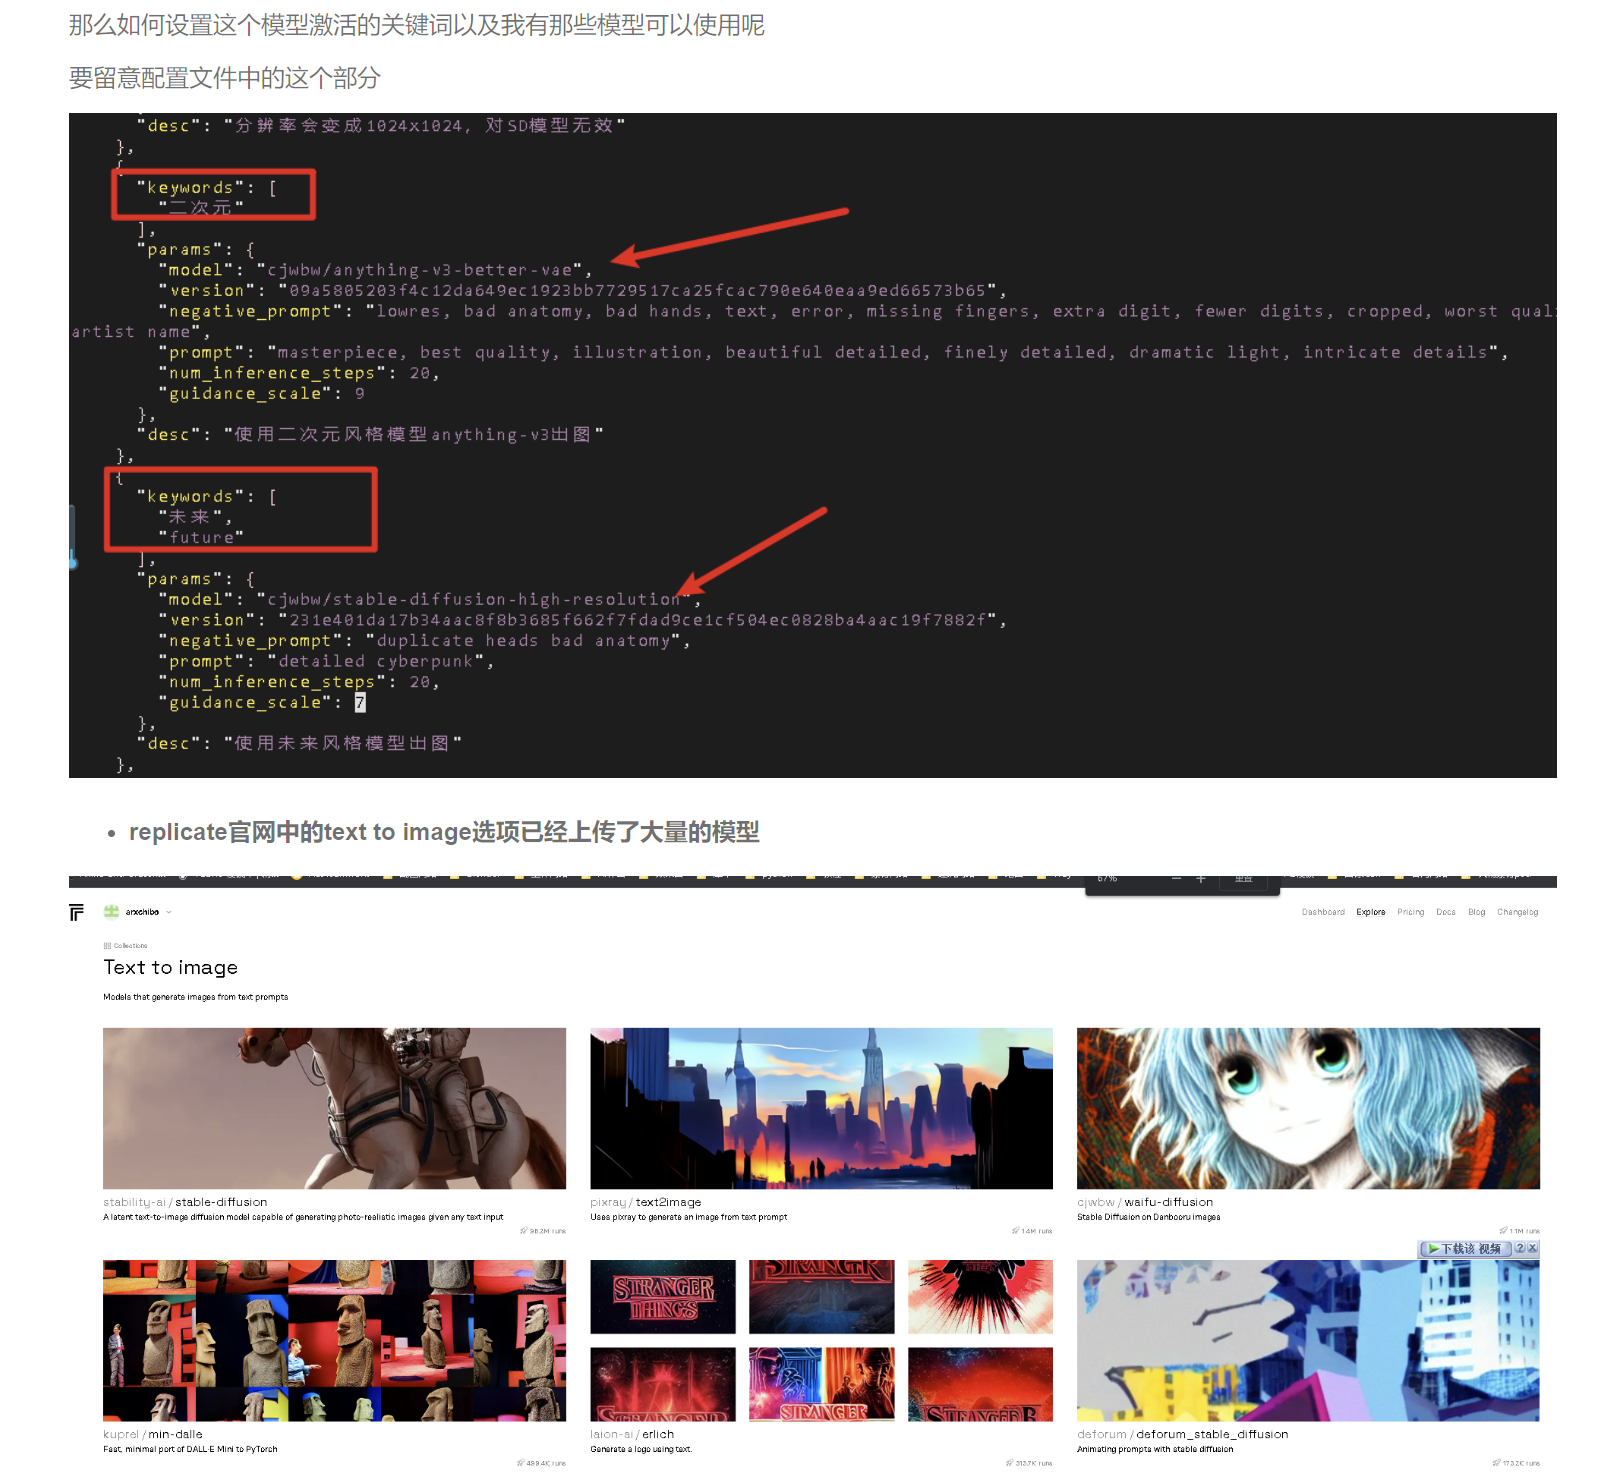 那么如何设置这个模型激活的关键词以及我有那些模型可以使用呢
要留意配置文件中的这个部分
"desc": "分辨率会变成1024x1024, 对SD模型无效"
},
{
"keywords": [
"二次元"
],
"params": {
"model": "cjwbw/anything-v3-better-vae",
"version": "09a5805203f4c12da649ec1923bb7729517ca25fcac790e640eaa9ed66573b65",
"negative_prompt": "lowres, bad anatomy, bad hands, text, error, missing fingers, extra digit, fewer digits, cropped, worst qual
artist name",
"prompt": "masterpiece, best quality, illustration, beautiful detailed, finely detailed, dramatic light, intricate details",
"num_inference_steps": 20,
"guidance_scale": 9
},
"desc": "使用二次元风格模型anything-v3出图"
},
{
"keywords": [
"未来",
"future"
],
"params": {
"model": "cjwbw/stable-diffusion-high-resolution",
"version": "231e401da17b34aac8f8b3685f662f7fdad9ce1cf504ec0828ba4aac19f7882f",
"negative_prompt": "duplicate heads bad anatomy",
"prompt": "detailed cyberpunk",
"num_inference_steps": 20,
"guidance_scale": 7
},
"desc": "使用未来风格模型出图"
},
• replicate官网中的text to image选项已经上传了大量的模型
67% − + 重置
arxchibo Dashboard Explore Pricing Docs Blog Changelog
Collections
Text to image
Models that generate images from text prompts
stability-ai / stable-diffusion
A latent text-to-image diffusion model capable of generating photo-realistic images given any text input
96.2M runs
pixray / text2image
Uses pixray to generate an image from text prompt
1.4M runs
cjwbw / waifu-diffusion
Stable Diffusion on Danbooru images
1.1M runs
下载该 视频 ? X
STRANGER
THINGS
STRANGER
STRANGER
STRANGER
STRANGER
kuprel / min-dalle
Fast, minimal port of DALL·E Mini to PyTorch
499.4K runs
laion-ai / erlich
Generate a logo using text.
313.7K runs
deforum / deforum_stable_diffusion
Animating prompts with stable diffusion
173.2K runs